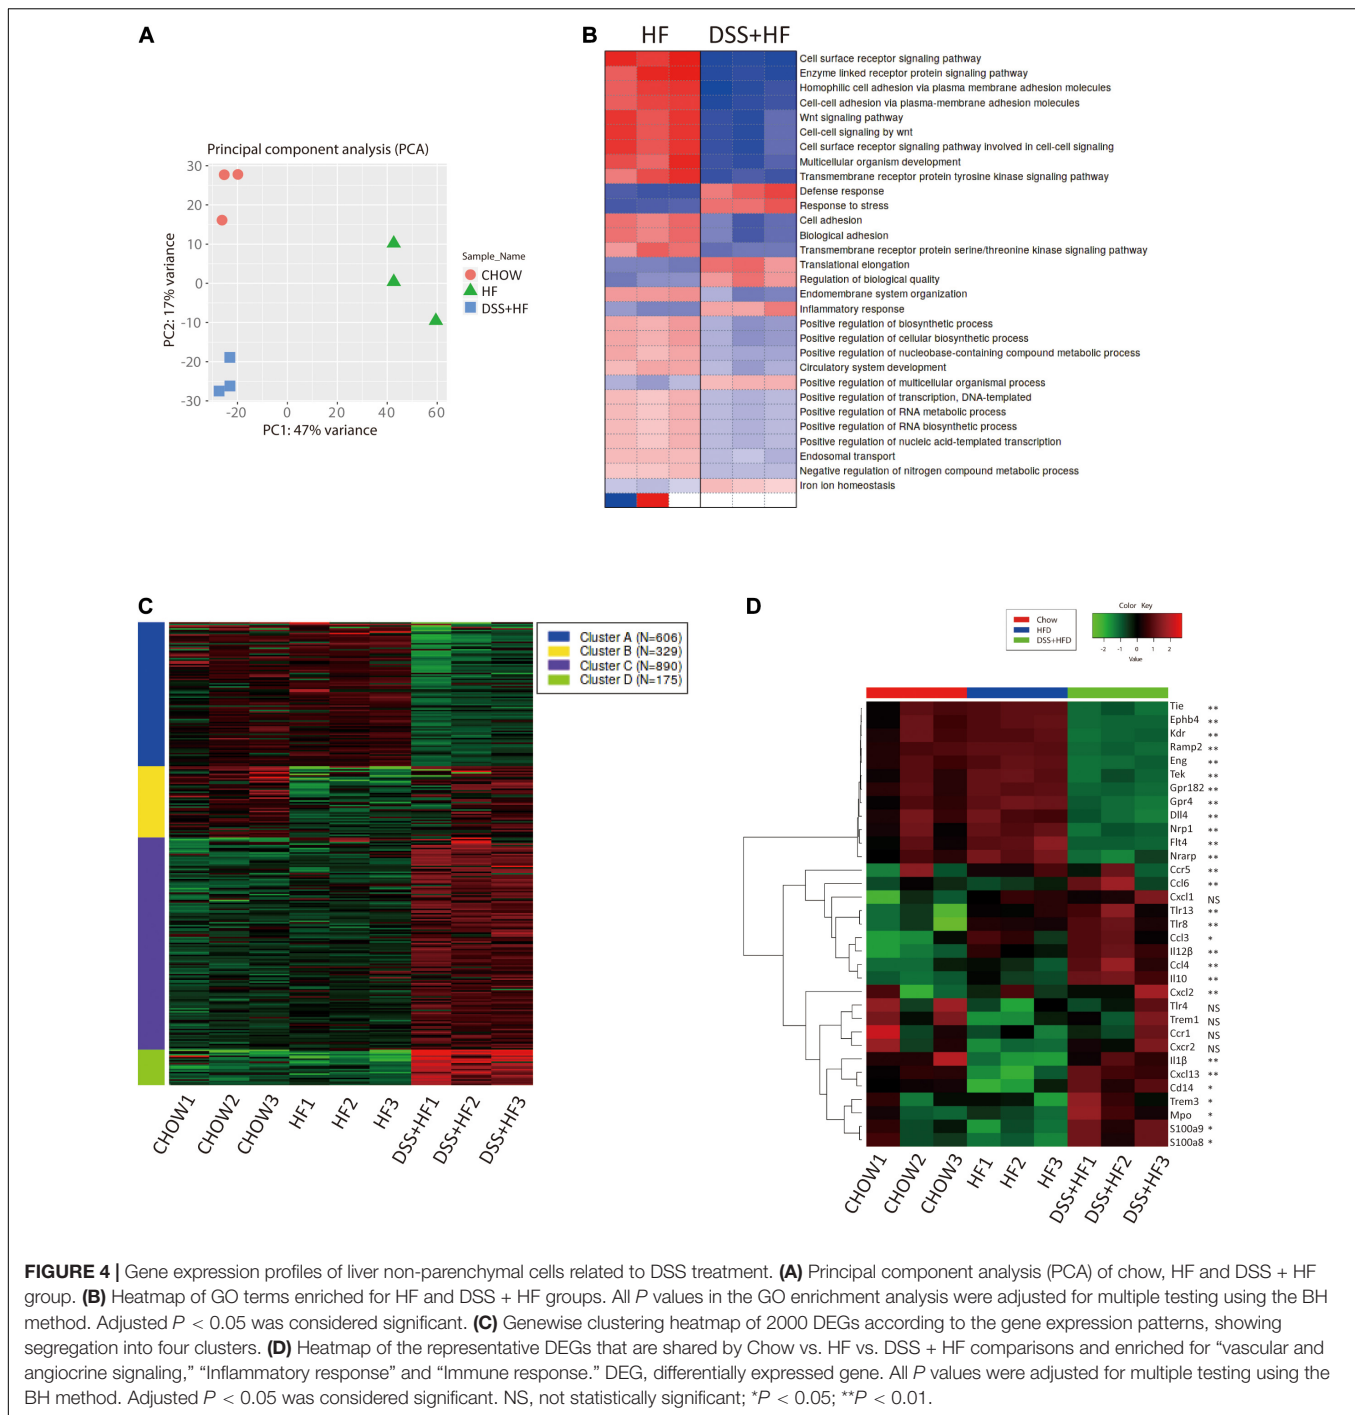 A
Principal component analysis (PCA)
30
20
10
0
-10
-20
-30
-20
0
20
40
60
PC2: 17% variance
PC1: 47% variance
Sample_Name
CHOW
HF
DSS+HF
B
HF DSS+HF
Cell surface receptor signaling pathway
Enzyme linked receptor protein signaling pathway
Homophilic cell adhesion via plasma membrane adhesion molecules
Cell-cell adhesion via plasma-membrane adhesion molecules
Wnt signaling pathway
Cell-cell signaling by wnt
Cell surface receptor signaling pathway involved in cell-cell signaling
Multicellular organism development
Transmembrane receptor protein tyrosine kinase signaling pathway
Defense response
Response to stress
Cell adhesion
Biological adhesion
Transmembrane receptor protein serine/threonine kinase signaling pathway
Translational elongation
Regulation of biological quality
Endomembrane system organization
Inflammatory response
Positive regulation of biosynthetic process
Positive regulation of cellular biosynthetic process
Positive regulation of nucleobase-containing compound metabolic process
Circulatory system development
Positive regulation of multicellular organismal process
Positive regulation of transcription, DNA-templated
Positive regulation of RNA metabolic process
Positive regulation of RNA biosynthetic process
Positive regulation of nucleic acid-templated transcription
Endosomal transport
Negative regulation of nitrogen compound metabolic process
Iron ion homeostasis
C
Cluster A (N=606)
Cluster B (N=329)
Cluster C (N=890)
Cluster D (N=175)
CHOW1
CHOW2
CHOW3
HF1
HF2
HF3
DSS+HF1
DSS+HF2
DSS+HF3
D
Chow
HFD
DSS+HFD
Color Key
-2 -1 0 1 2
Value
Tie **
Ephb4 **
Kdr **
Ramp2 **
Eng **
Tek **
Gpr182 **
Gpr4 **
Dll4 **
Nrp1 **
Flt4 **
Nrarp **
Ccr5 **
Ccl6 **
Cxcl1 NS
Tlr13 **
Tlr8 **
Ccl3 *
Il12β **
Ccl4 **
Il10 **
Cxcl2 **
Tlr4 NS
Trem1 NS
Ccr1 NS
Cxcr2 NS
Il1β **
Cxcl13 **
Cd14 *
Trem3 *
Mpo *
S100a9 *
S100a8 *
CHOW1
CHOW2
CHOW3
HF1
HF2
HF3
DSS+HF1
DSS+HF2
DSS+HF3
FIGURE 4 | Gene expression profiles of liver non-parenchymal cells related to DSS treatment. (A) Principal component analysis (PCA) of chow, HF and DSS + HF
group. (B) Heatmap of GO terms enriched for HF and DSS + HF groups. All P values in the GO enrichment analysis were adjusted for multiple testing using the BH
method. Adjusted P < 0.05 was considered significant. (C) Genewise clustering heatmap of 2000 DEGs according to the gene expression patterns, showing
segregation into four clusters. (D) Heatmap of the representative DEGs that are shared by Chow vs. HF vs. DSS + HF comparisons and enriched for “vascular and
angiocrine signaling,” “Inflammatory response” and “Immune response.” DEG, differentially expressed gene. All P values were adjusted for multiple testing using the
BH method. Adjusted P < 0.05 was considered significant. NS, not statistically significant; *P < 0.05; **P < 0.01.